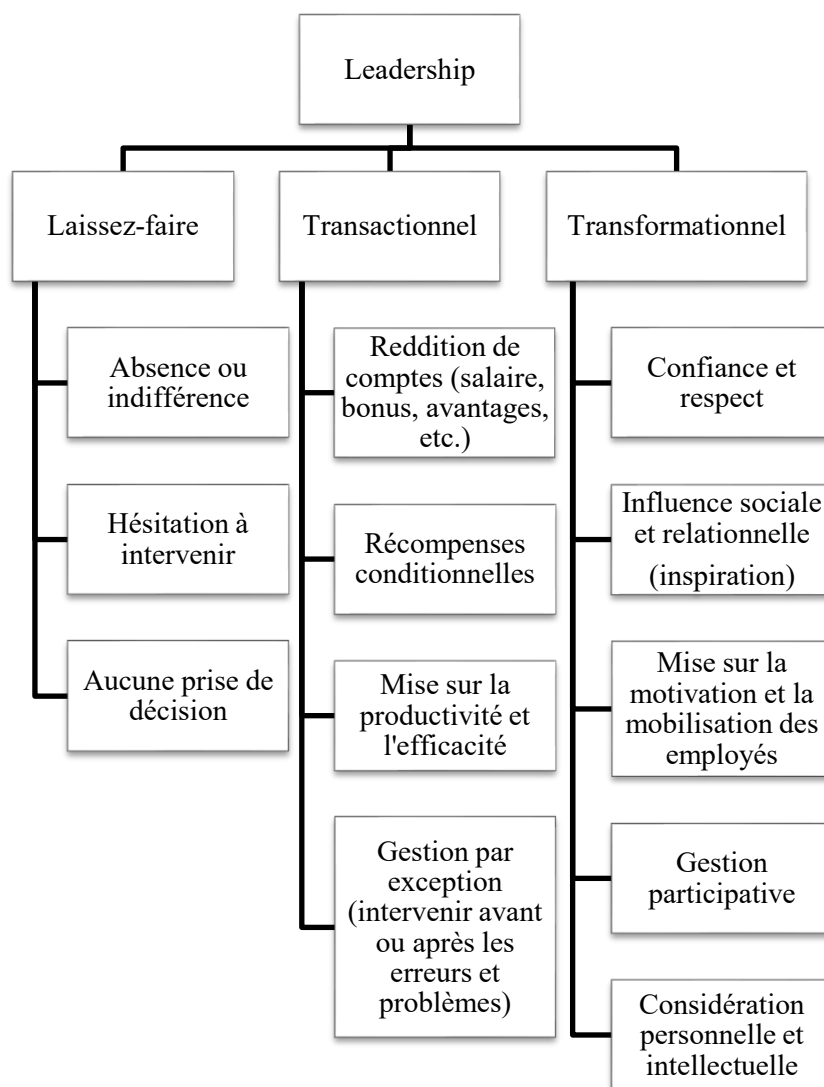 Leadership
Laissez-faire
Transactionnel
Transformationnel
Absence ou
indifférence
Hésitation à
intervenir
Aucune prise de
décision
Reddition de
comptes (salaire,
bonus, avantages,
etc.)
Récompenses
conditionnelles
Mise sur la
productivité et
l'efficacité
Gestion par
exception
(intervenir avant
ou après les
erreurs et
problèmes)
Confiance et
respect
Influence sociale
et relationnelle
(inspiration)
Mise sur la
motivation et la
mobilisation des
employés
Gestion
participative
Considération
personnelle et
intellectuelle